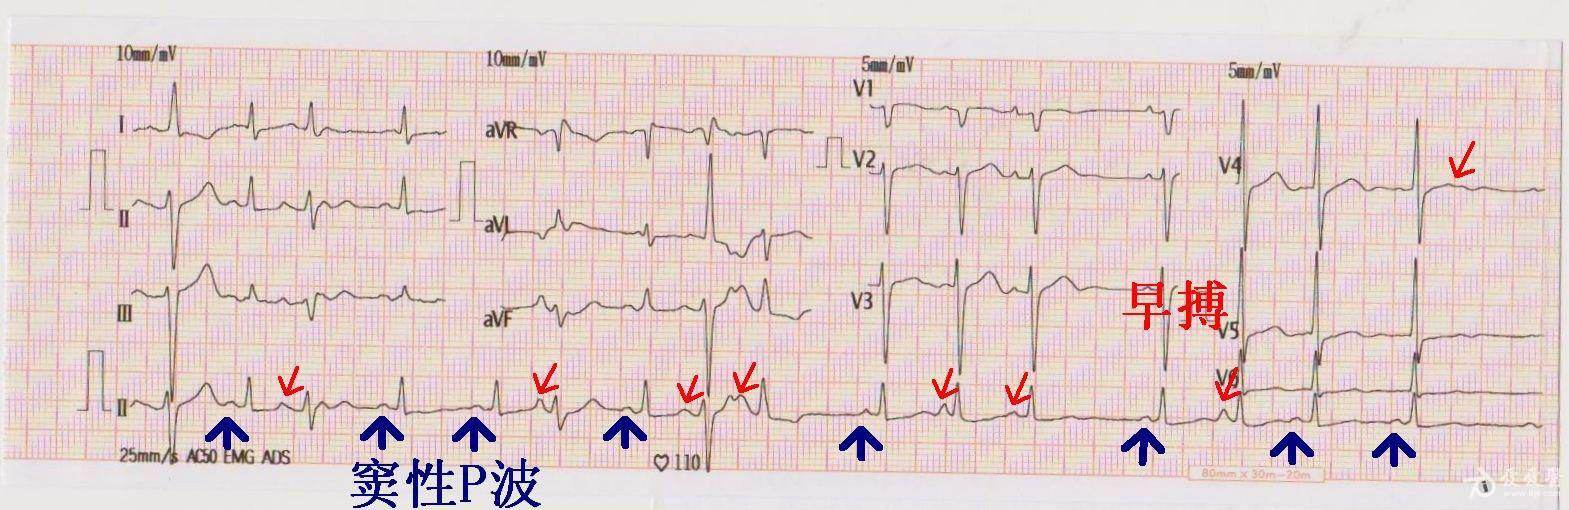 10mm/mV
10mm/mV
5mm/mV
5mm/mV
I
aVR
V1
V2
V4
II
aVL
III
aVF
V3
早搏
V5
V6
II
25mm/s AC50 EMG ADS
♡110
窦性P波
80mm x 30m-20m